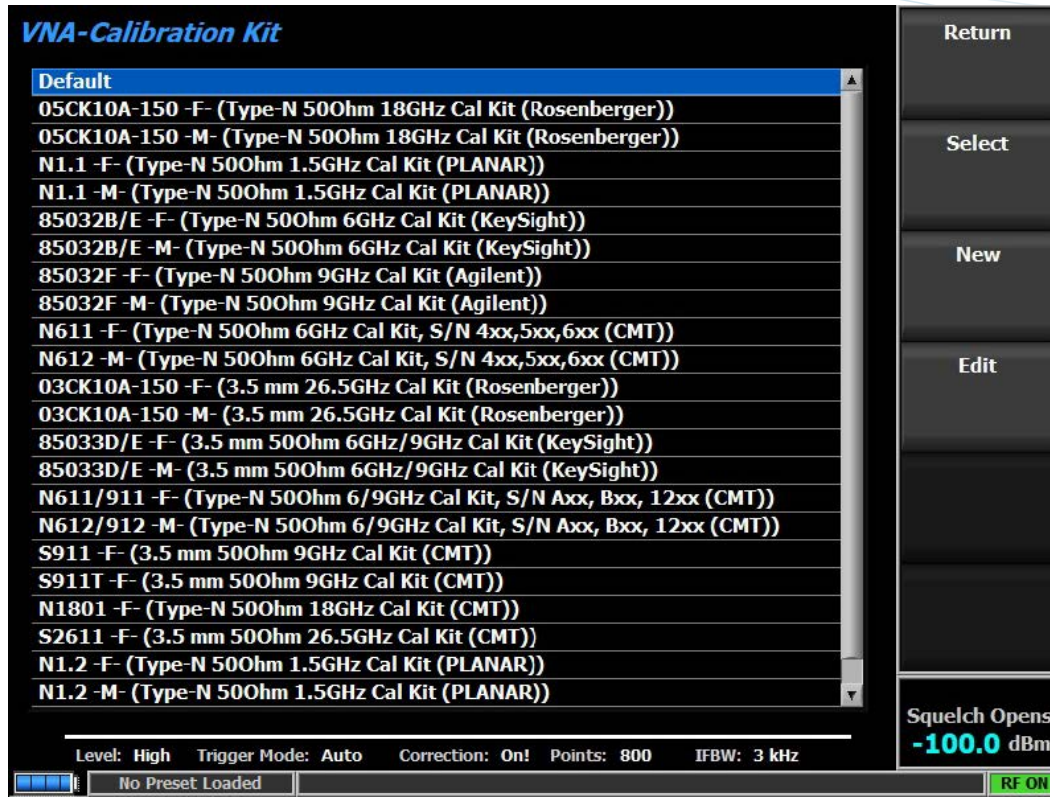 VNA-Calibration Kit
Default
05CK10A-150 -F- (Type-N 50Ohm 18GHz Cal Kit (Rosenberger))
05CK10A-150 -M- (Type-N 50Ohm 18GHz Cal Kit (Rosenberger))
N1.1 -F- (Type-N 50Ohm 1.5GHz Cal Kit (PLANAR))
N1.1 -M- (Type-N 50Ohm 1.5GHz Cal Kit (PLANAR))
85032B/E -F- (Type-N 50Ohm 6GHz Cal Kit (KeySight))
85032B/E -M- (Type-N 50Ohm 6GHz Cal Kit (KeySight))
85032F -F- (Type-N 50Ohm 9GHz Cal Kit (Agilent))
85032F -M- (Type-N 50Ohm 9GHz Cal Kit (Agilent))
N611 -F- (Type-N 50Ohm 6GHz Cal Kit, S/N 4xx,5xx,6xx (CMT))
N612 -M- (Type-N 50Ohm 6GHz Cal Kit, S/N 4xx,5xx,6xx (CMT))
03CK10A-150 -F- (3.5 mm 26.5GHz Cal Kit (Rosenberger))
03CK10A-150 -M- (3.5 mm 26.5GHz Cal Kit (Rosenberger))
85033D/E -F- (3.5 mm 50Ohm 6GHz/9GHz Cal Kit (KeySight))
85033D/E -M- (3.5 mm 50Ohm 6GHz/9GHz Cal Kit (KeySight))
N611/911 -F- (Type-N 50Ohm 6/9GHz Cal Kit, S/N Axx, Bxx, 12xx (CMT))
N612/912 -M- (Type-N 50Ohm 6/9GHz Cal Kit, S/N Axx, Bxx, 12xx (CMT))
S911 -F- (3.5 mm 50Ohm 9GHz Cal Kit (CMT))
S911T -F- (3.5 mm 50Ohm 9GHz Cal Kit (CMT))
N1801 -F- (Type-N 50Ohm 18GHz Cal Kit (CMT))
S2611 -F- (3.5 mm 50Ohm 26.5GHz Cal Kit (CMT))
N1.2 -F- (Type-N 50Ohm 1.5GHz Cal Kit (PLANAR))
N1.2 -M- (Type-N 50Ohm 1.5GHz Cal Kit (PLANAR))
Level: High Trigger Mode: Auto Correction: On! Points: 800 IFBW: 3 kHz
No Preset Loaded
Return
Select
New
Edit
Squelch Opens
-100.0 dBm
RF ON